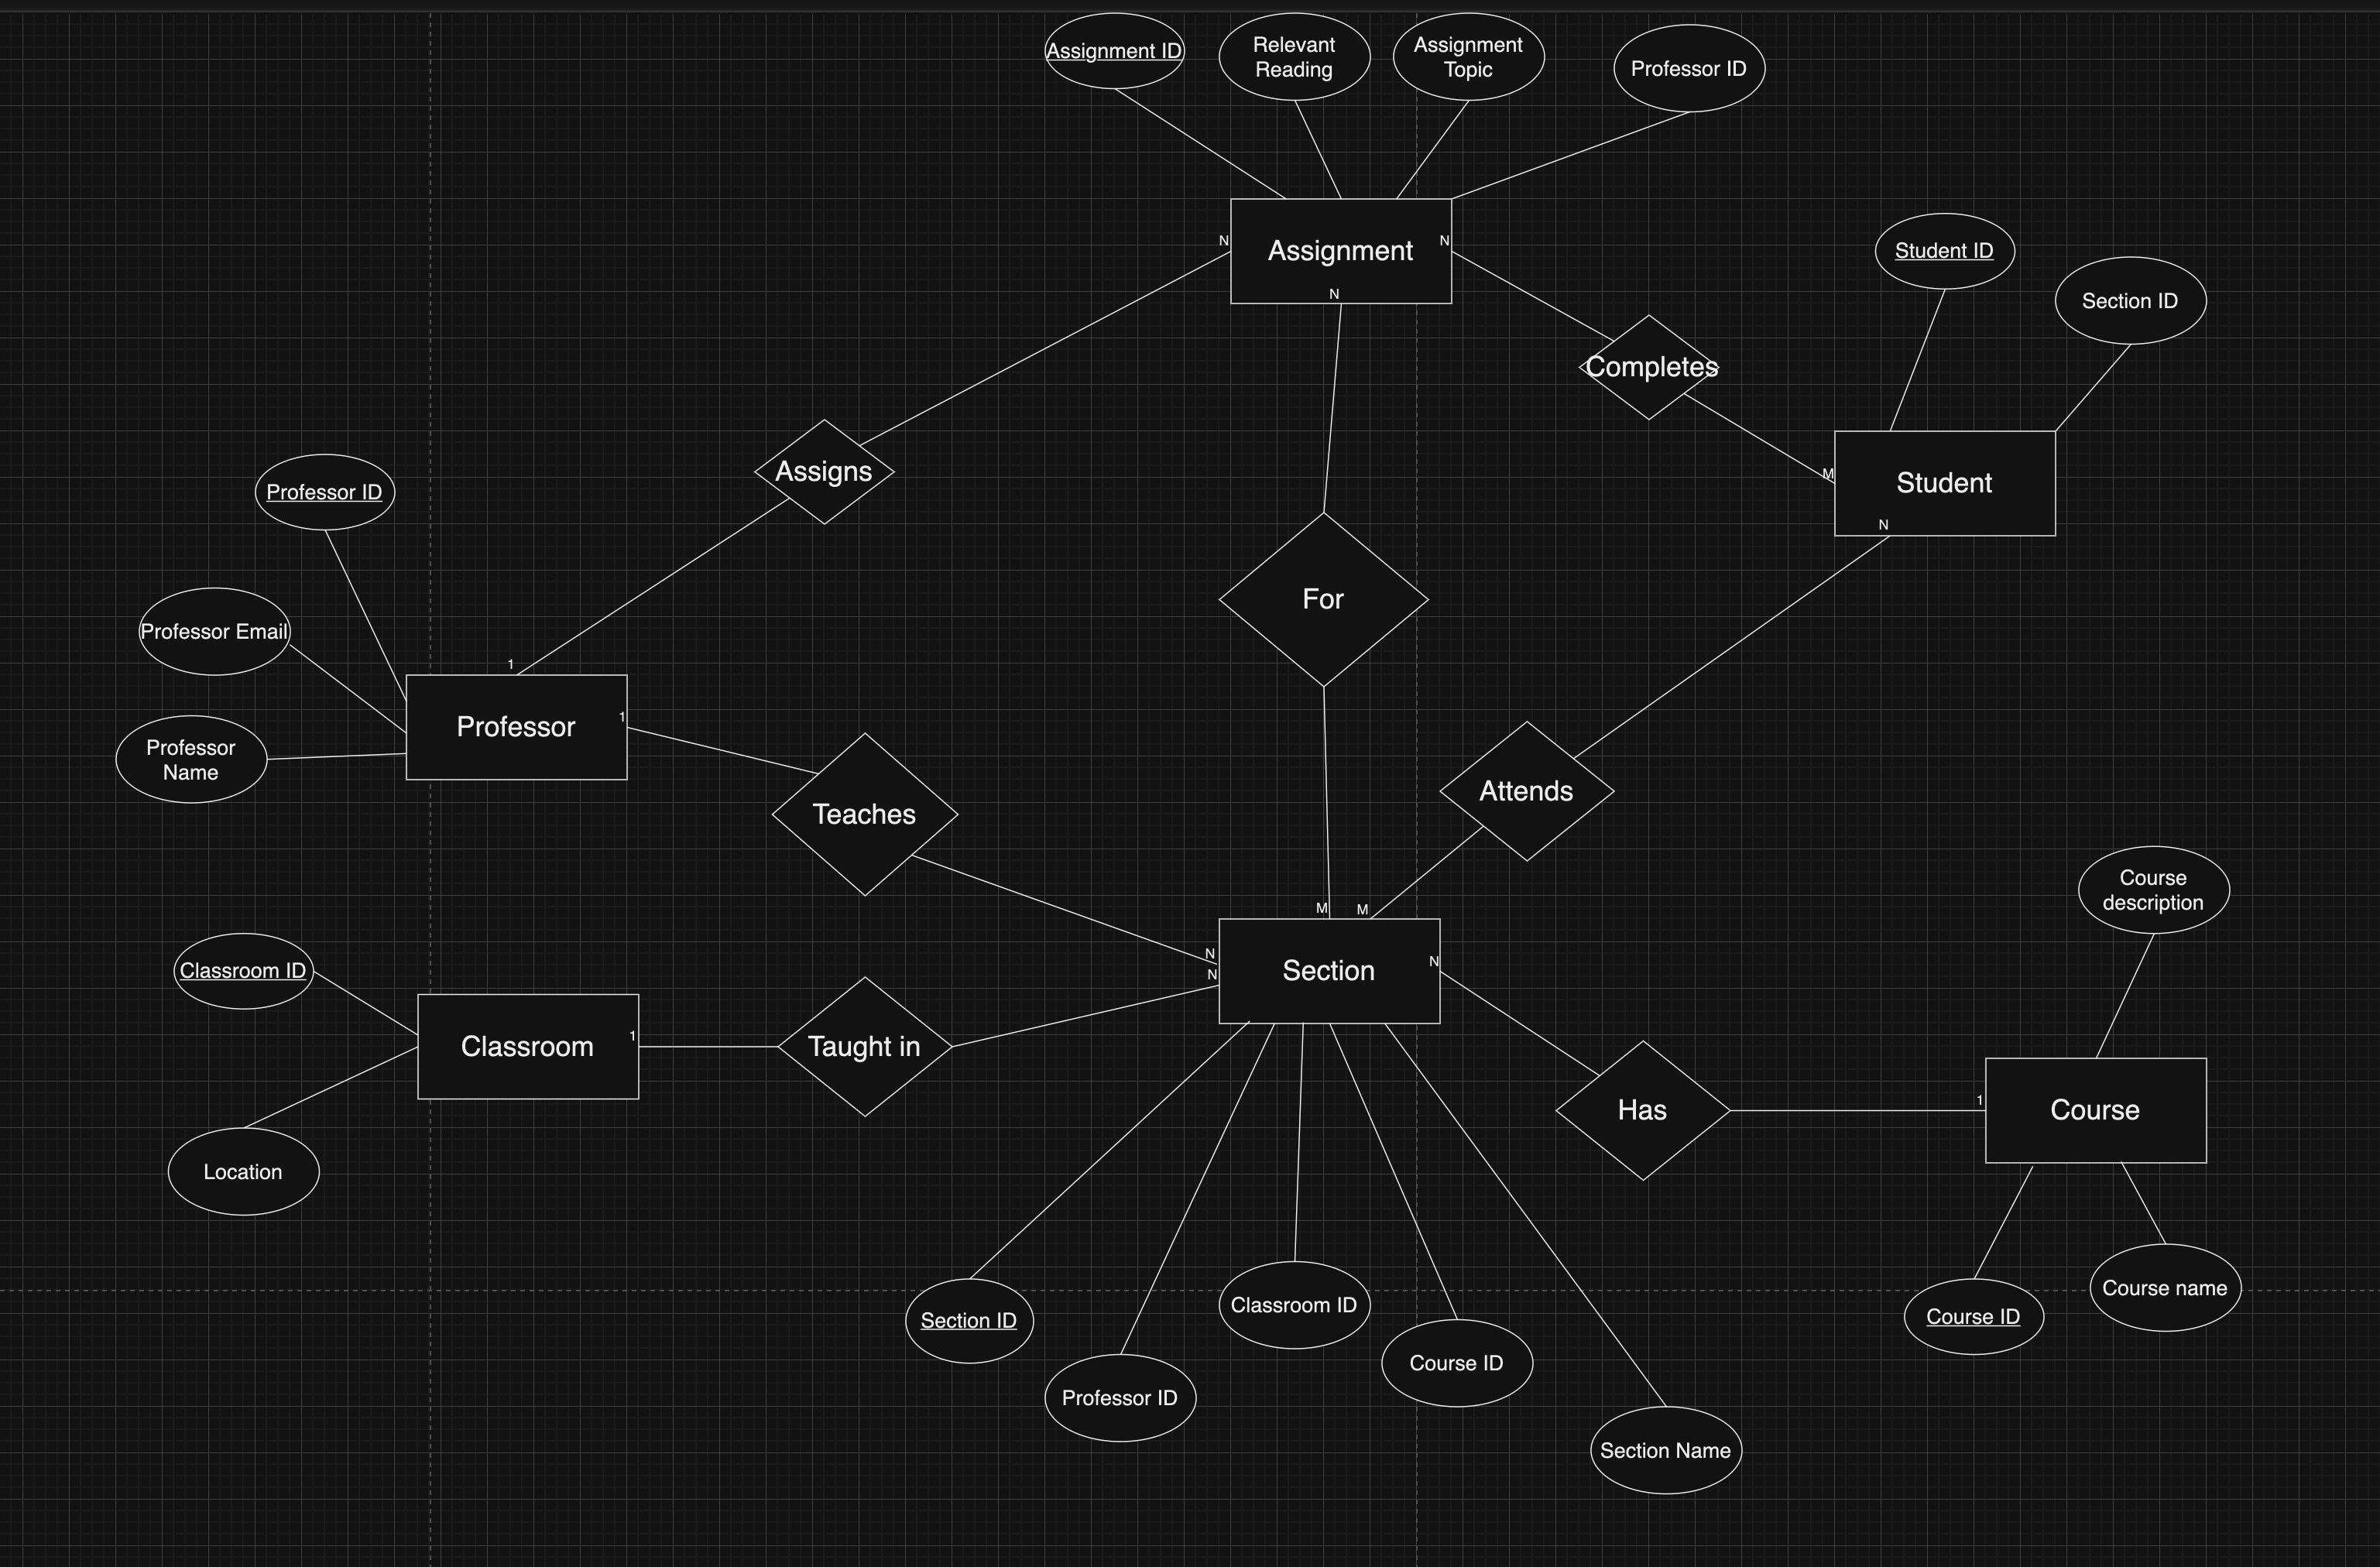 Assignment ID
Relevant
Reading
Assignment
Topic
Professor ID
N
Assignment
N
N
Student ID
Section ID
Completes
M
Student
N
Assigns
Professor ID
Professor Email
Professor
Name
1
Professor
1
For
Teaches
Attends
Course
description
M
M
N
N
Section
N
Classroom ID
Classroom
1
Taught in
Location
Has
1
Course
Section ID
Professor ID
Classroom ID
Course ID
Section Name
Course ID
Course name